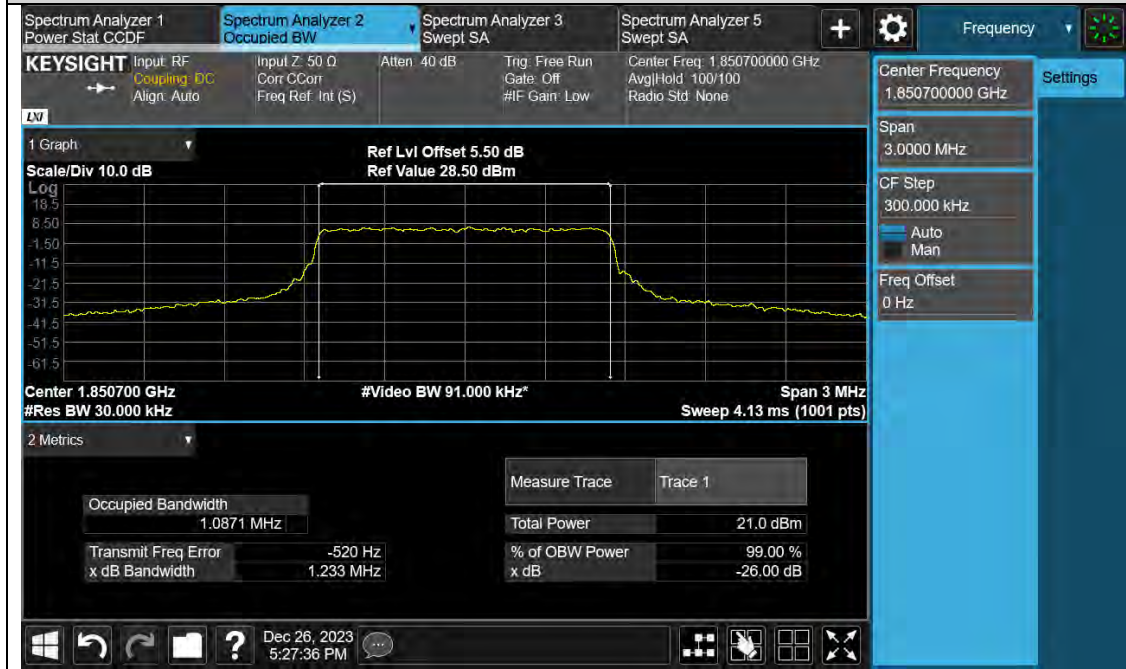 Spectrum Analyzer 1
Power Stat CCDF
Spectrum Analyzer 2
Occupied BW
Spectrum Analyzer 3
Swept SA
Spectrum Analyzer 5
Swept SA
+
Frequency
KEYSIGHT
Input: RF
Coupling: DC
Align: Auto
Input Z: 50 Ω
Corr CCorr
Freq Ref: Int (S)
Atten: 40 dB
Trig: Free Run
Gate: Off
#IF Gain: Low
Center Freq: 1.850700000 GHz
Avg|Hold: 100/100
Radio Std: None
LXI
Center Frequency
1.850700000 GHz
Settings
Span
3.0000 MHz
CF Step
300.000 kHz
Auto
Man
Freq Offset
0 Hz
1 Graph
Scale/Div 10.0 dB
Ref Lvl Offset 5.50 dB
Ref Value 28.50 dBm
Log
18.5
8.50
-1.50
-11.5
-21.5
-31.5
-41.5
-51.5
-61.5
Center 1.850700 GHz
#Video BW 91.000 kHz*
Span 3 MHz
#Res BW 30.000 kHz
Sweep 4.13 ms (1001 pts)
2 Metrics
Measure Trace
Trace 1
Occupied Bandwidth
1.0871 MHz
Total Power
21.0 dBm
Transmit Freq Error
-520 Hz
% of OBW Power
99.00 %
x dB Bandwidth
1.233 MHz
x dB
-26.00 dB
?
Dec 26, 2023
5:27:36 PM